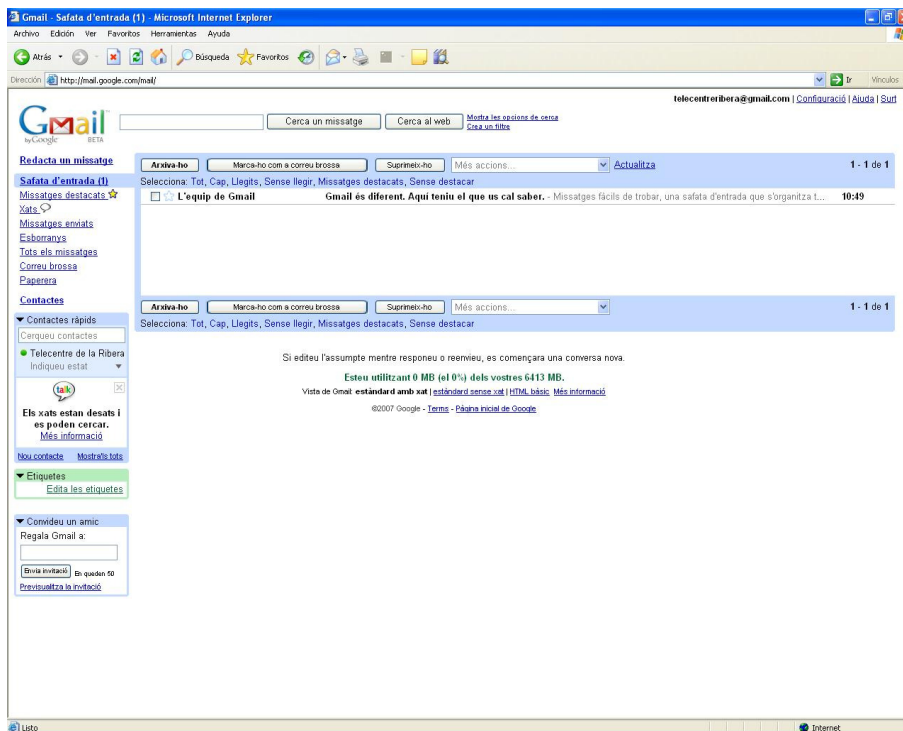 Gmail - Safata d'entrada (1) - Microsoft Internet Explorer
Archivo Edición Ver Favoritos Herramientas Ayuda
Atrás Búsqueda Favoritos
Dirección http://mail.google.com/mail/ Ir Vínculos
telecentreribera@gmail.com | Configuració | Ajuda | Surt
Gmail by Google BETA
Cerca un missatge Cerca al web Mostra les opcions de cerca
Crea un filtre
Redacta un missatge
Safata d'entrada (1)
Missatges destacats
Xats
Missatges enviats
Esborranys
Tots els missatges
Correu brossa
Paperera
Contactes
Contactes ràpids
Cerqueu contactes
Telecentre de la Ribera
Indiqueu estat
talk
Els xats estan desats i
es poden cercar.
Més informació
Nou contacte Mostra'ls tots
Etiquetes
Edita les etiquetes
Convideu un amic
Regala Gmail a:
Envia invitació En queden 50
Previsualitza la invitació
Arxiva-ho Marca-ho com a correu brossa Suprimeix-ho Més accions... Actualitza 1 - 1 de 1
Selecciona: Tot, Cap, Llegits, Sense llegir, Missatges destacats, Sense destacar
L'equip de Gmail Gmail és diferent. Aquí teniu el que us cal saber. - Missatges fàcils de trobar, una safata d'entrada que s'organitza t... 10:49
Arxiva-ho Marca-ho com a correu brossa Suprimeix-ho Més accions... 1 - 1 de 1
Selecciona: Tot, Cap, Llegits, Sense llegir, Missatges destacats, Sense destacar
Si editeu l'assumpte mentre responeu o reenvieu, es començara una conversa nova.
Esteu utilitzant 0 MB (el 0%) dels vostres 6413 MB.
Vista de Gmail: estàndard amb xat | estàndard sense xat | HTML bàsic Més informació
©2007 Google - Terms - Pàgina inicial de Google
Listo Internet